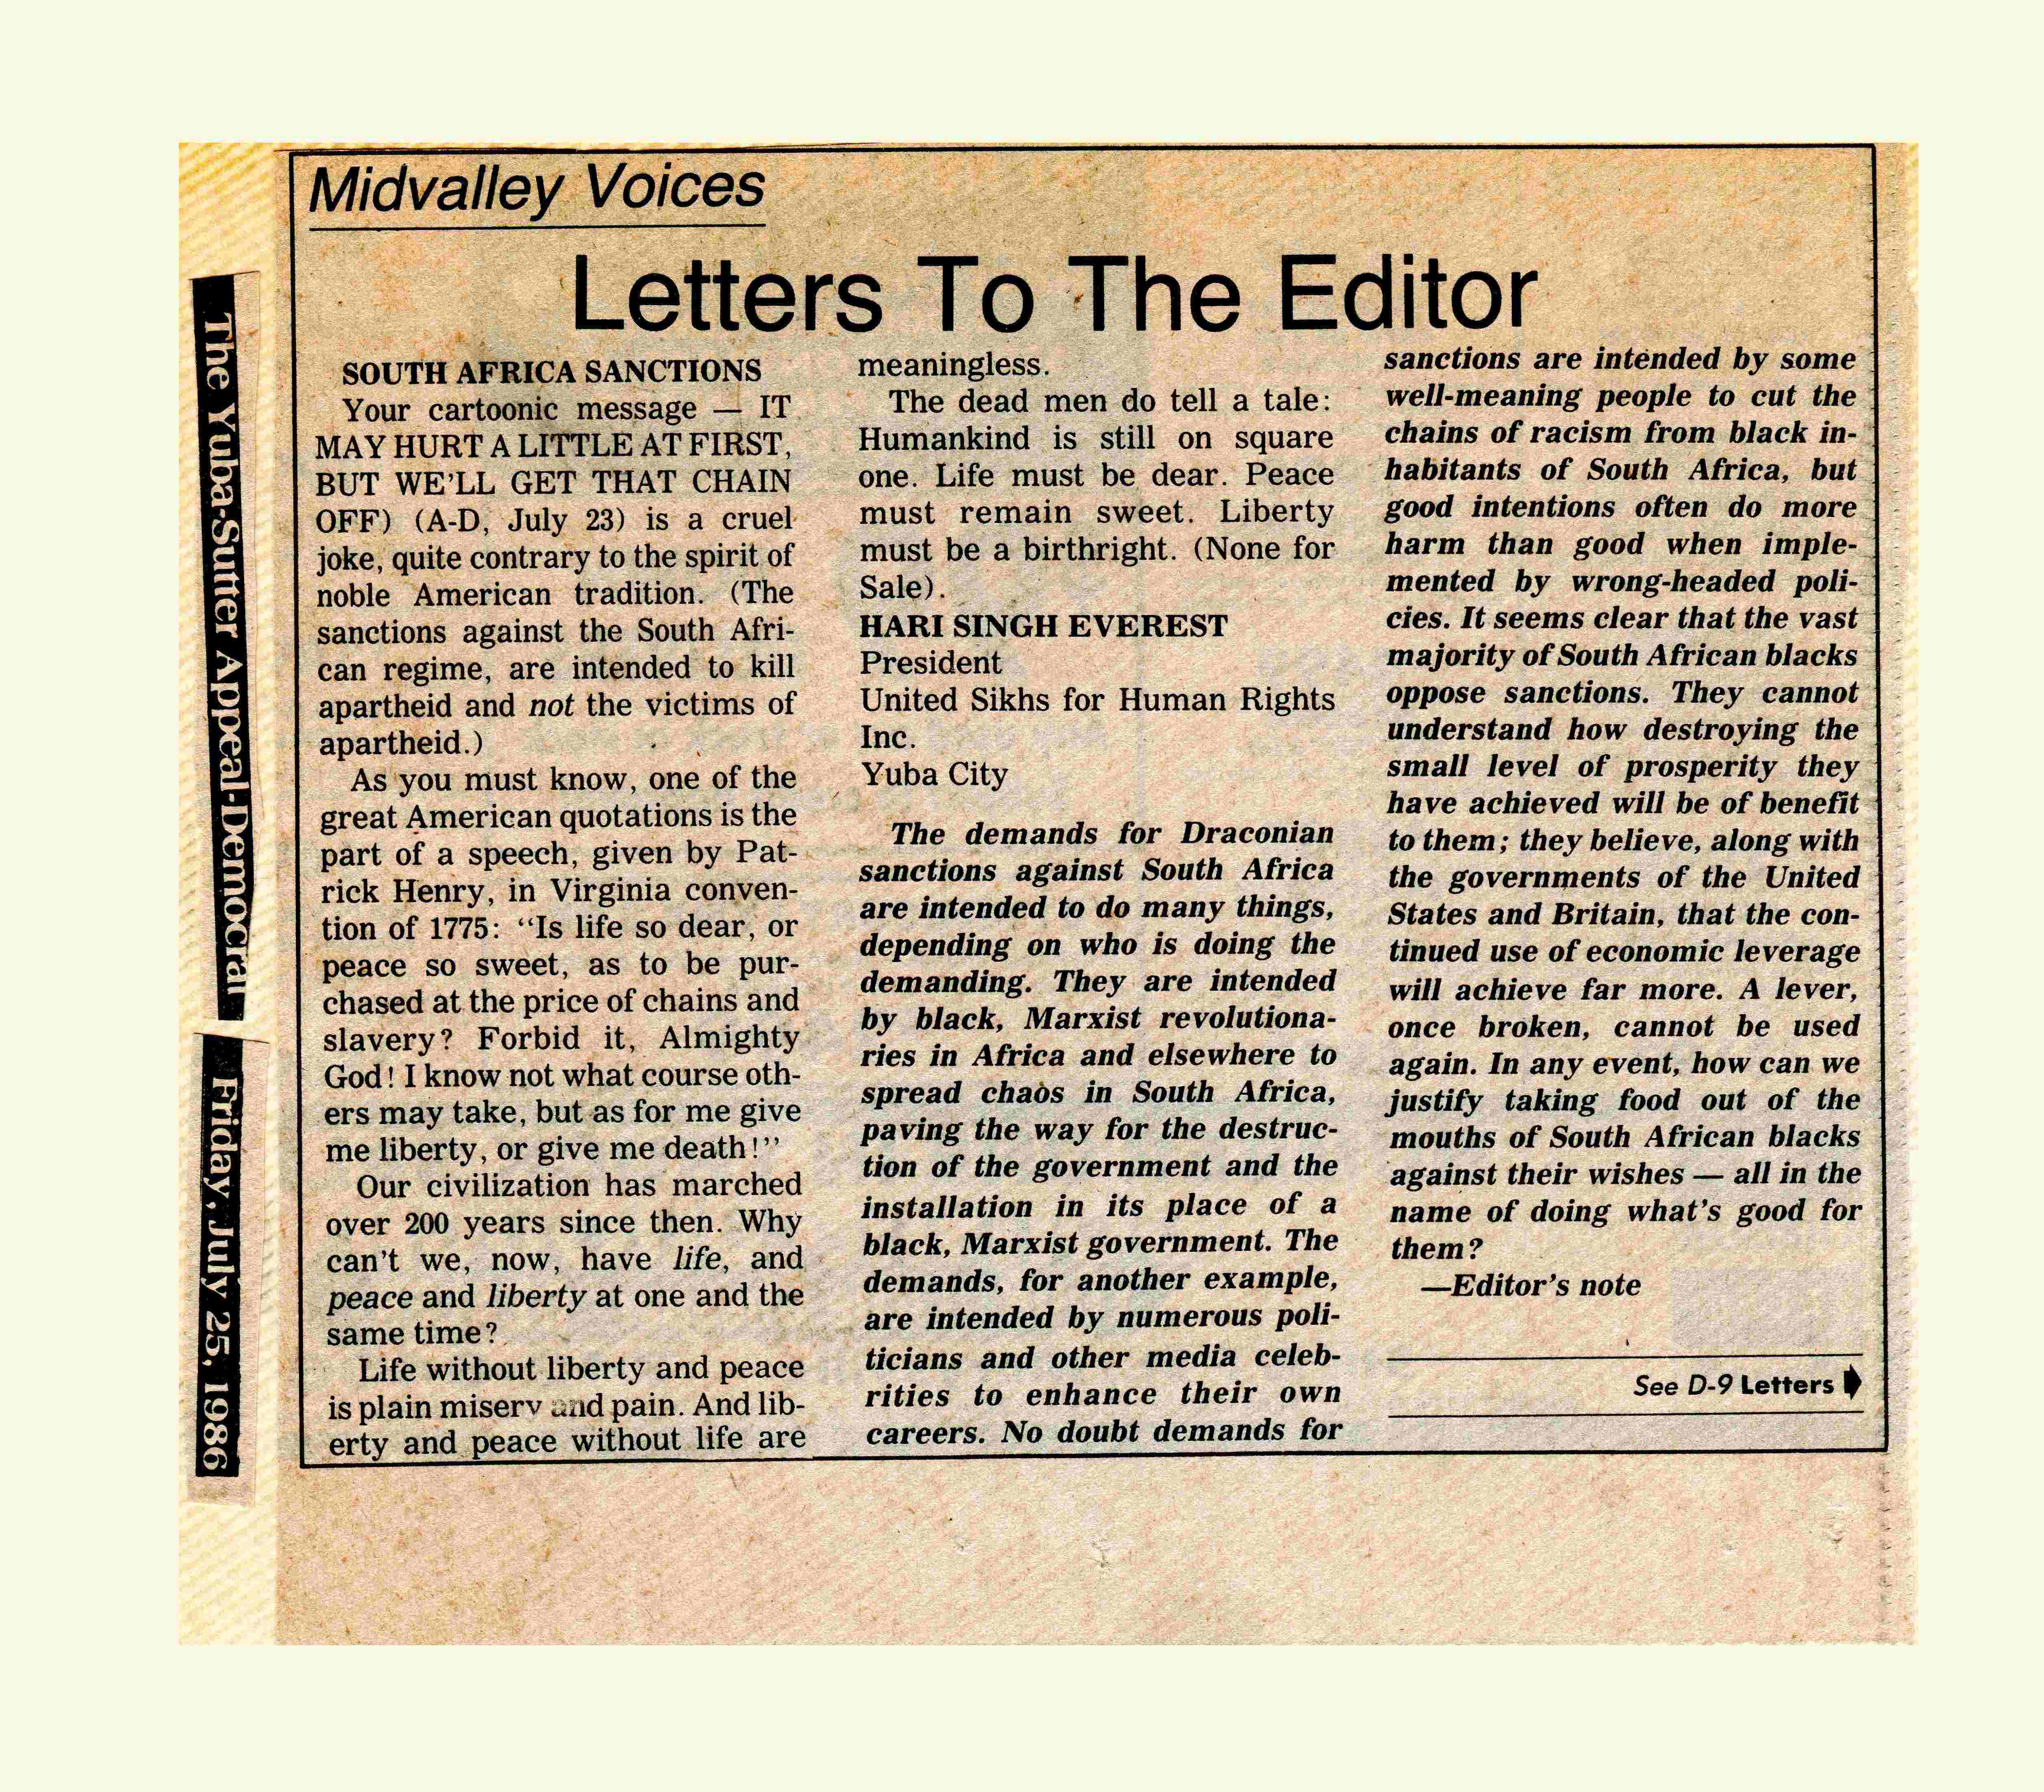 Midvalley Voices
Letters To The Editor
SOUTH AFRICA SANCTIONS
Your cartoonic message — IT
MAY HURT A LITTLE AT FIRST,
BUT WE'LL GET THAT CHAIN
OFF) (A-D, July 23) is a cruel
joke, quite contrary to the spirit of
noble American tradition. (The
sanctions against the South Afri-
can regime, are intended to kill
apartheid and not the victims of
apartheid.)
As you must know, one of the
great American quotations is the
part of a speech, given by Pat-
rick Henry, in Virginia conven-
tion of 1775: "Is life so dear, or
peace so sweet, as to be pur-
chased at the price of chains and
slavery? Forbid it, Almighty
God! I know not what course oth-
ers may take, but as for me give
me liberty, or give me death!"
Our civilization has marched
over 200 years since then. Why
can't we, now, have life, and
peace and liberty at one and the
same time?
Life without liberty and peace
is plain misery and pain. And lib-
erty and peace without life are
meaningless.
The dead men do tell a tale:
Humankind is still on square
one. Life must be dear. Peace
must remain sweet. Liberty
must be a birthright. (None for
Sale).
HARI SINGH EVEREST
President
United Sikhs for Human Rights
Inc.
Yuba City
The demands for Draconian
sanctions against South Africa
are intended to do many things,
depending on who is doing the
demanding. They are intended
by black, Marxist revolutiona-
ries in Africa and elsewhere to
spread chaos in South Africa,
paving the way for the destruc-
tion of the government and the
installation in its place of a
black, Marxist government. The
demands, for another example,
are intended by numerous poli-
ticians and other media celeb-
rities to enhance their own
careers. No doubt demands for
sanctions are intended by some
well-meaning people to cut the
chains of racism from black in-
habitants of South Africa, but
good intentions often do more
harm than good when imple-
mented by wrong-headed poli-
cies. It seems clear that the vast
majority of South African blacks
oppose sanctions. They cannot
understand how destroying the
small level of prosperity they
have achieved will be of benefit
to them; they believe, along with
the governments of the United
States and Britain, that the con-
tinued use of economic leverage
will achieve far more. A lever,
once broken, cannot be used
again. In any event, how can we
justify taking food out of the
mouths of South African blacks
against their wishes — all in the
name of doing what's good for
them?
—Editor's note
See D-9 Letters
The Yuba-Sutter Appeal-Democrat
Friday, July 25, 1986